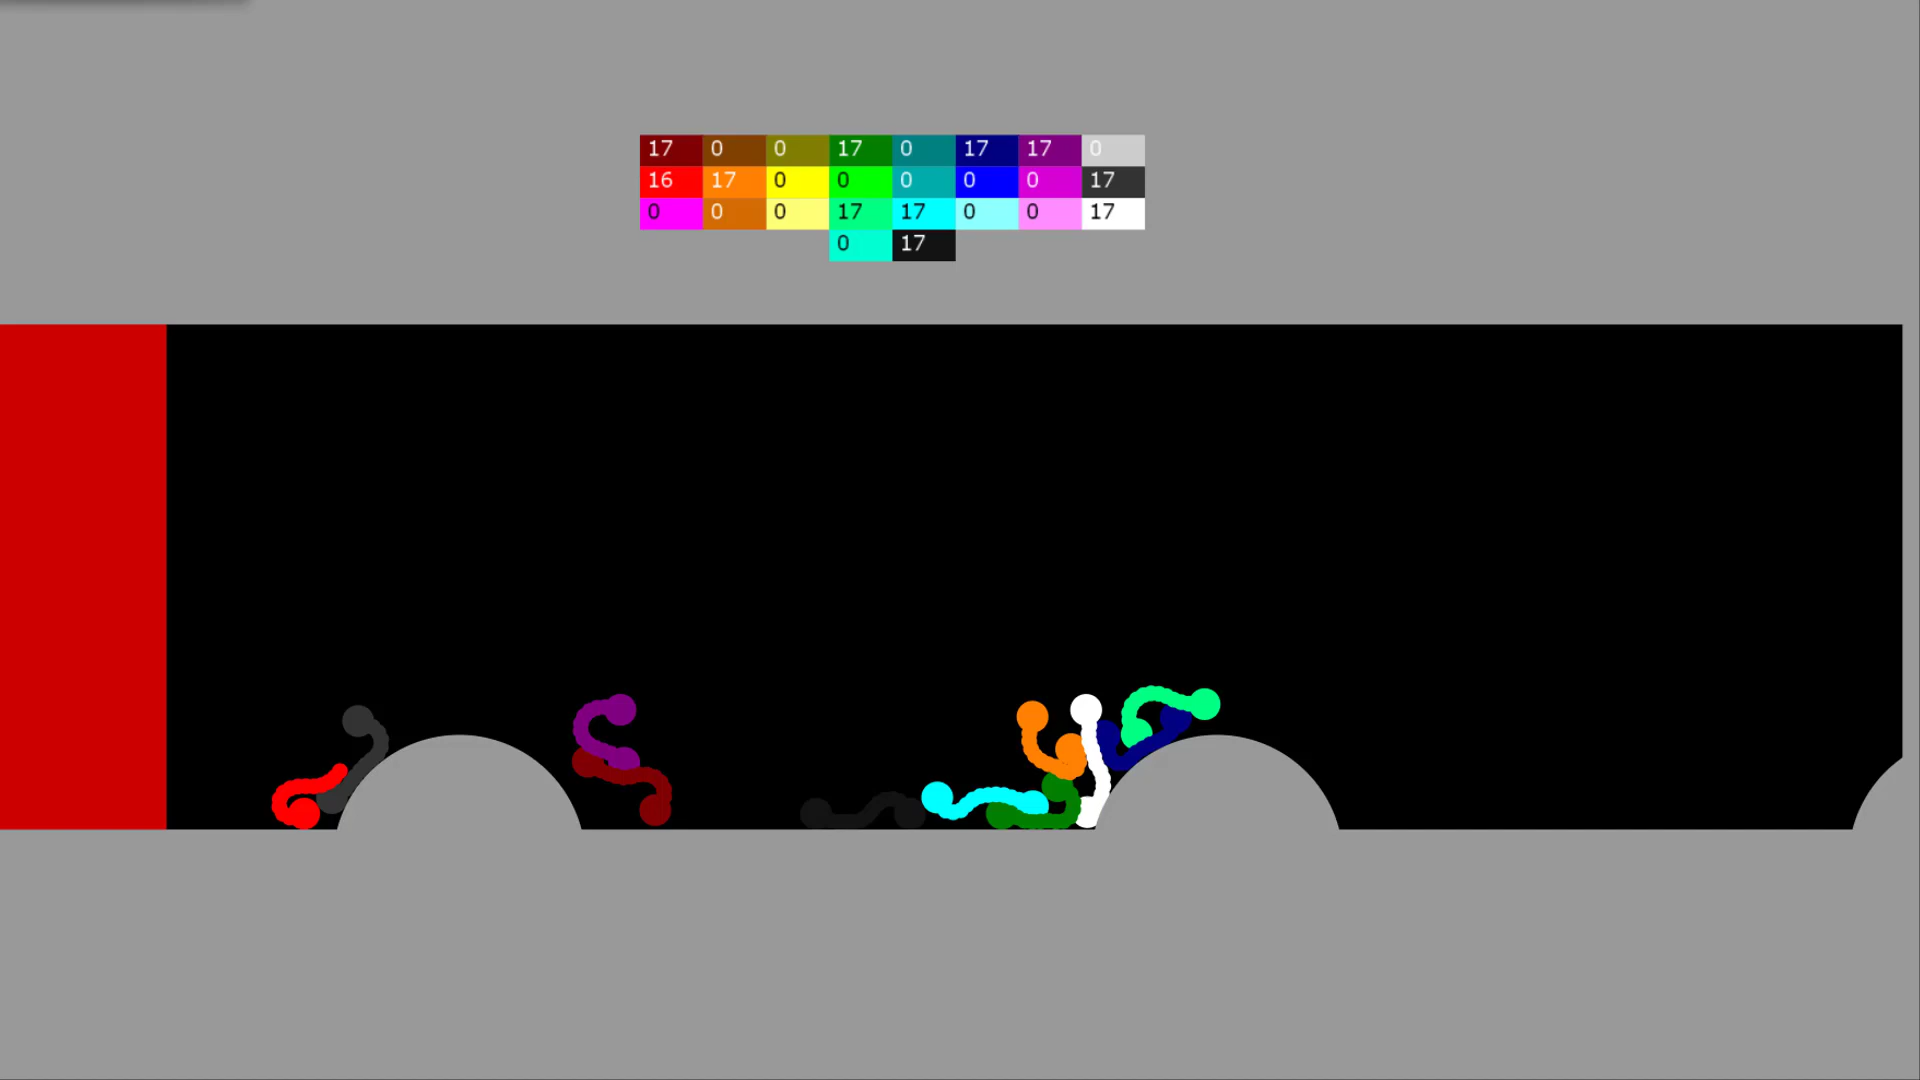 17 0 0 17 0 17 17 0
16 17 0 0 0 0 0 17
0 0 0 17 17 0 0 17
0 17